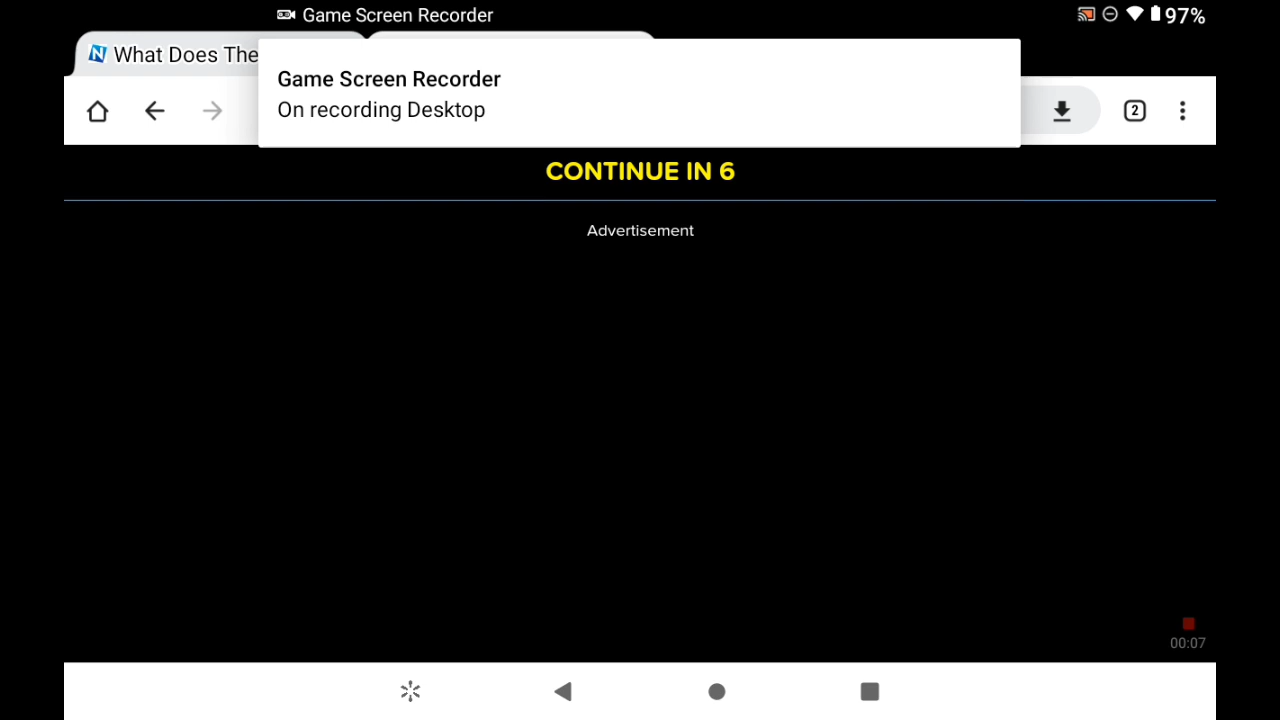 Game Screen Recorder
97%
What Does The
Game Screen Recorder
On recording Desktop
2
CONTINUE IN 6
Advertisement
00:07